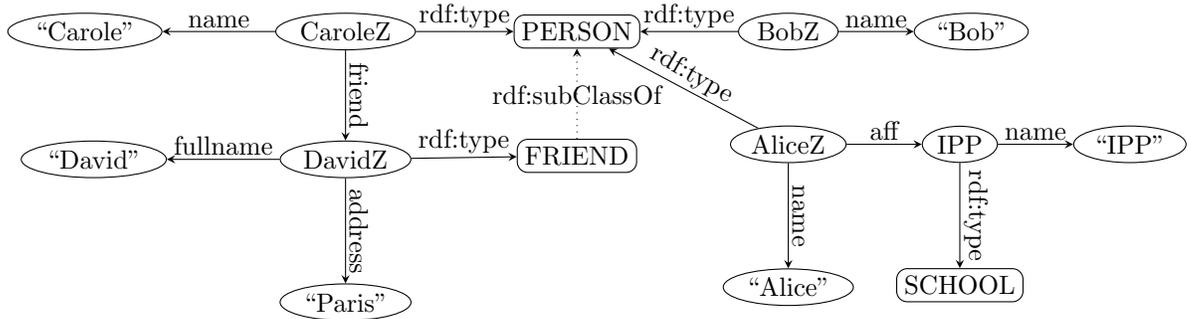 “Carole” name CaroleZ rdf:type PERSON rdf:type BobZ name “Bob”
friend
rdf:type
rdf:subClassOf
“David” fullname DavidZ rdf:type FRIEND
AliceZ aff IPP name “IPP”
address
name
rdf:type
“Paris”
“Alice”
SCHOOL